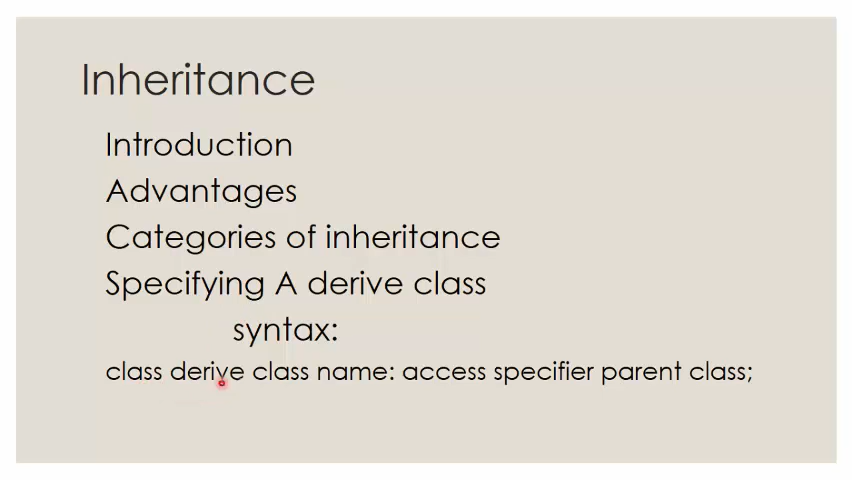 Inheritance
Introduction
Advantages
Categories of inheritance
Specifying A derive class
syntax:
class derive class name: access specifier parent class;